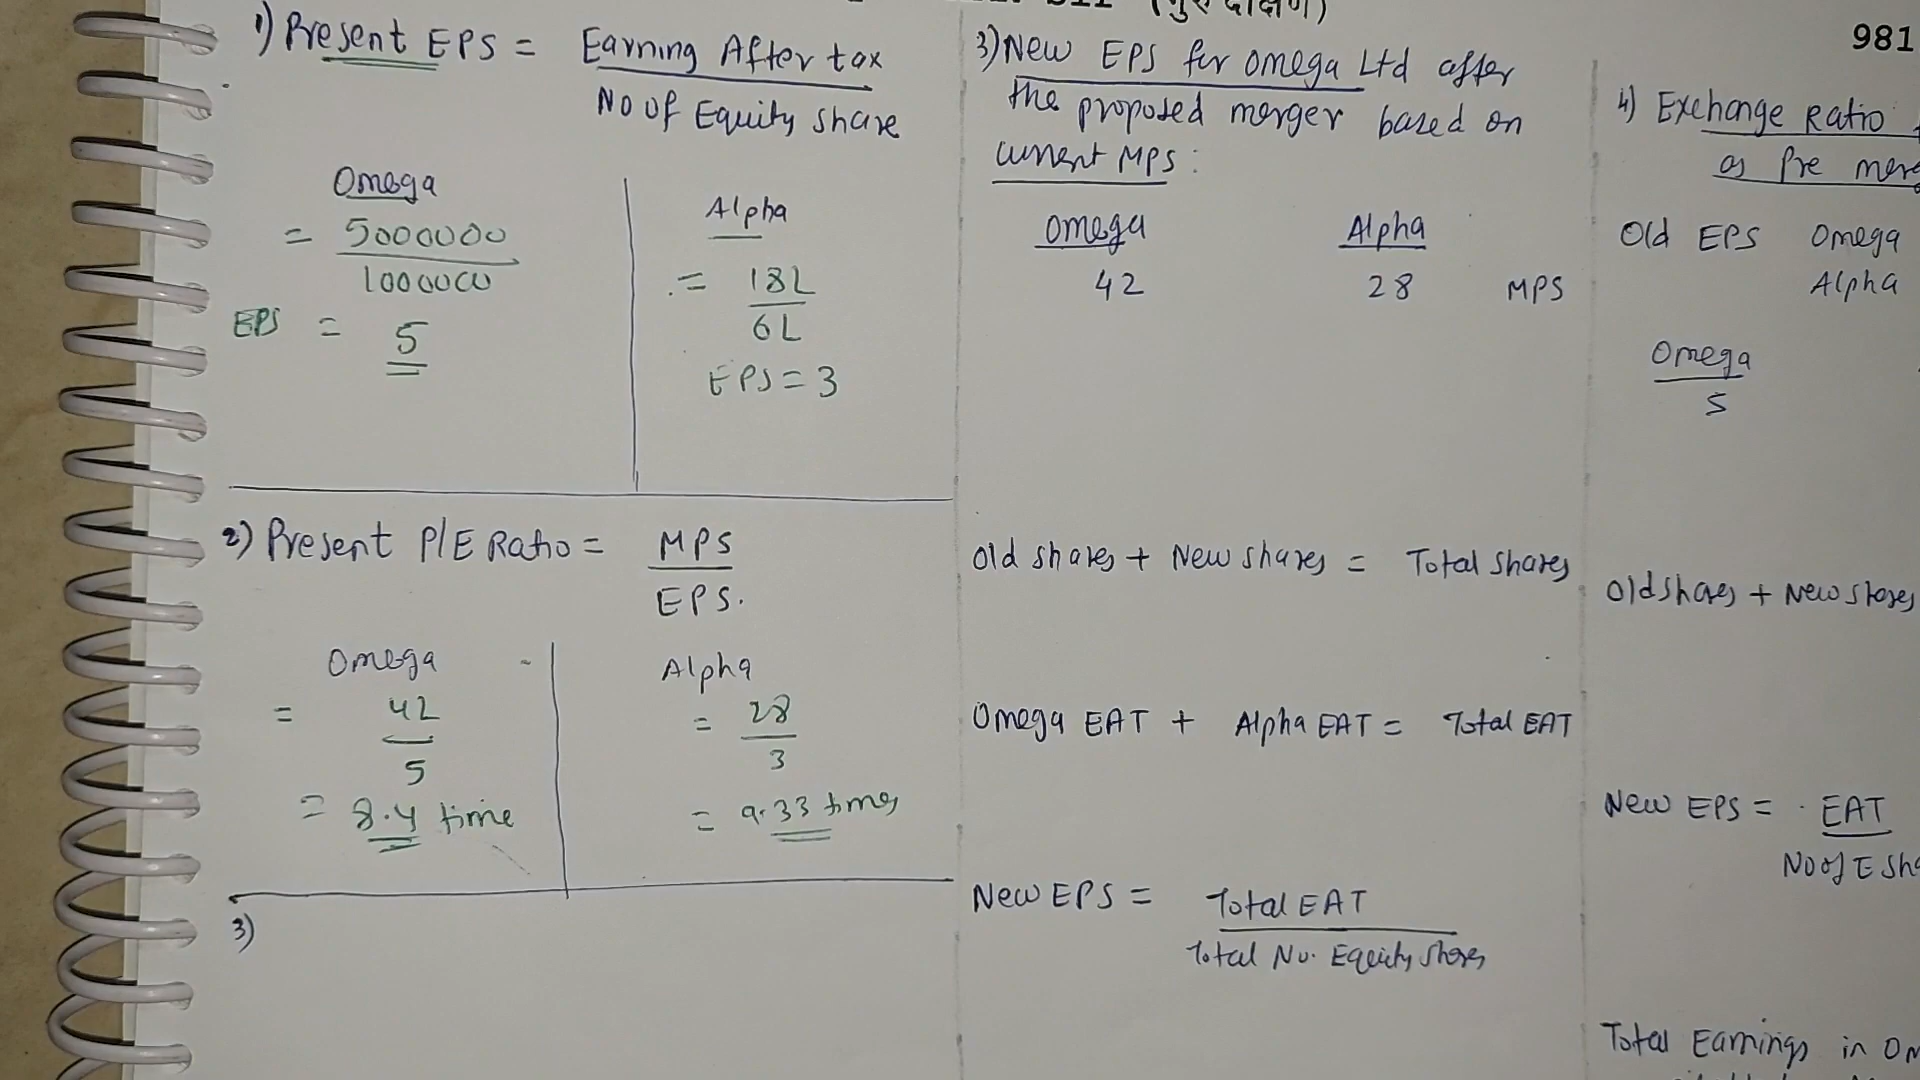 (गुरु दक्षिणा)
981
1) Present EPS = Earning After tax
No of Equity share
Omega
= 5000000
1000000
EPS = 5
Alpha
= 18L
6L
EPS = 3
2) Present P/E Ratio = MPS
EPS.
Omega
= 42
5
= 8.4 time
Alpha
= 28
3
= 9.33 times
3)
3) New EPS for Omega Ltd after
the proposed merger based on
current MPS :
Omega Alpha
42 28 MPS
Old shares + New shares = Total shares
Omega EAT + Alpha EAT = Total EAT
New EPS = Total EAT
Total No. Equity shares
4) Exchange Ratio
as Pre
Old EPS Omega
Alpha
Omega
5
Old shares + New shares
New EPS = EAT
No of E
Total Earnings in